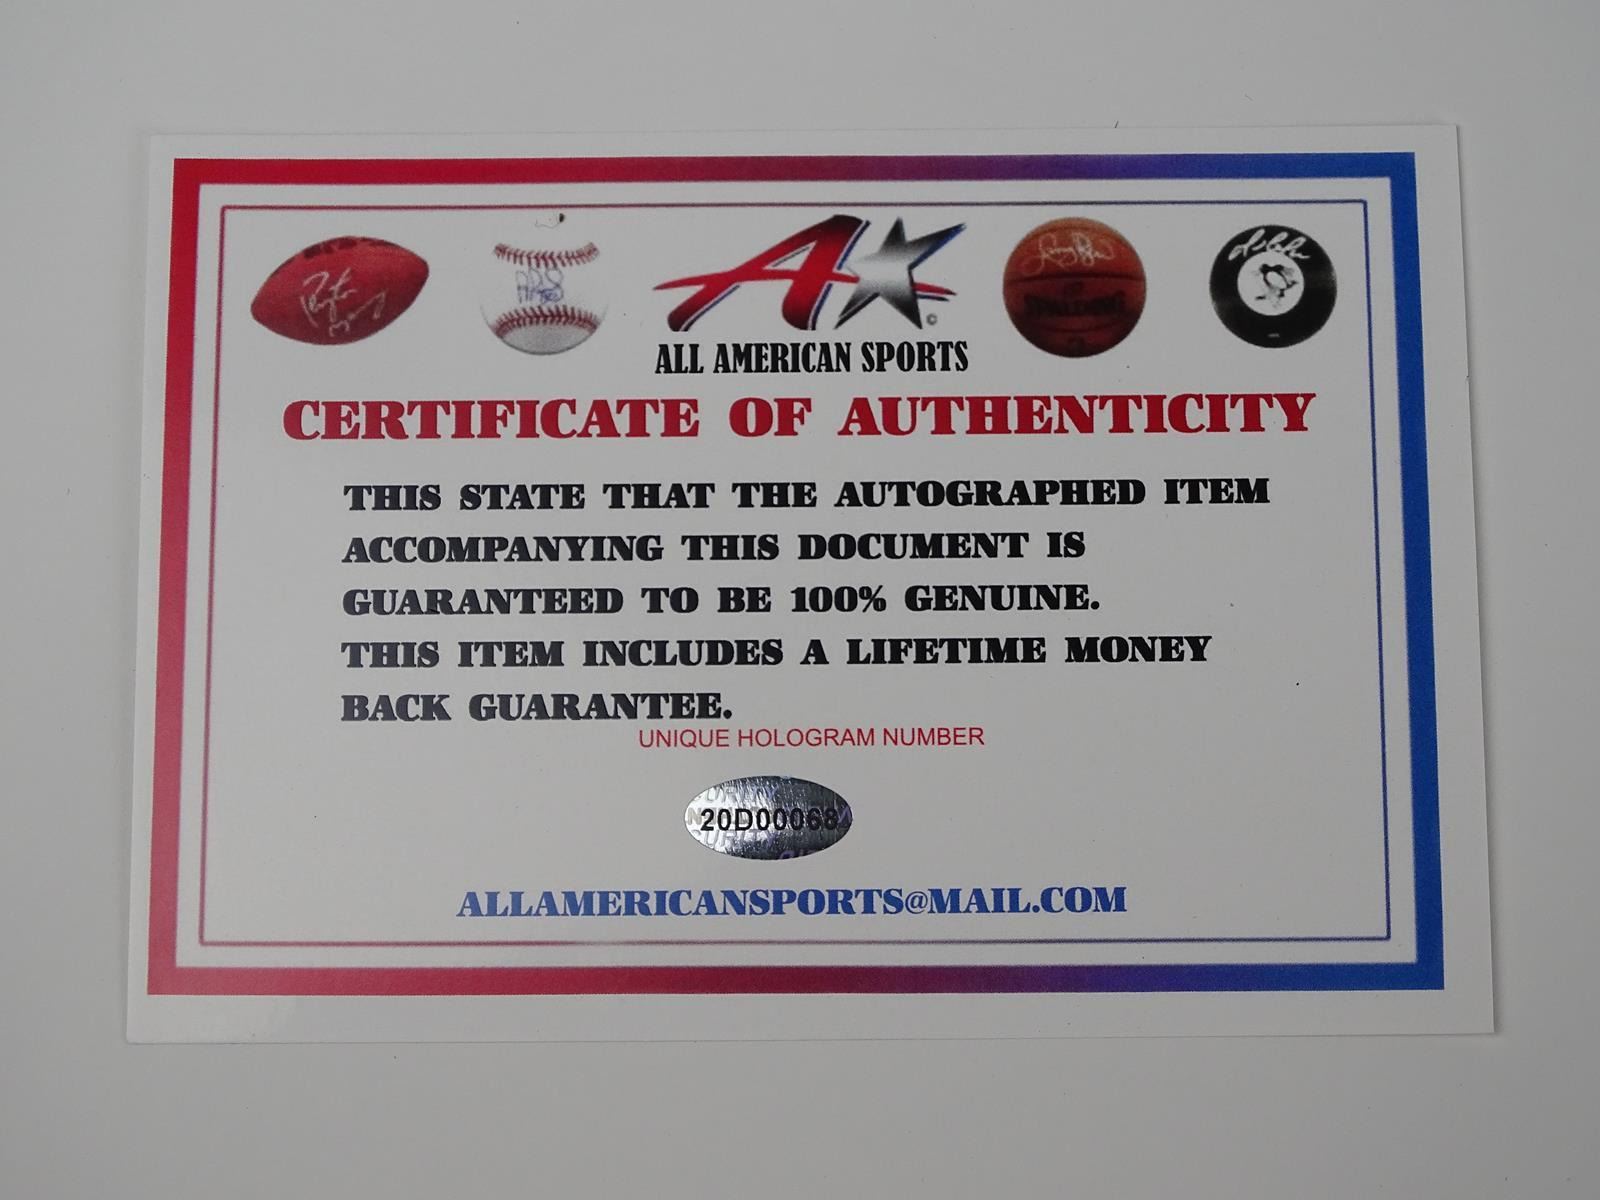 ALL AMERICAN SPORTS
CERTIFICATE OF AUTHENTICITY
THIS STATE THAT THE AUTOGRAPHED ITEM
ACCOMPANYING THIS DOCUMENT IS
GUARANTEED TO BE 100% GENUINE.
THIS ITEM INCLUDES A LIFETIME MONEY
BACK GUARANTEE.
UNIQUE HOLOGRAM NUMBER
20D00068
ALLAMERICANSPORTS@MAIL.COM
SPALDING